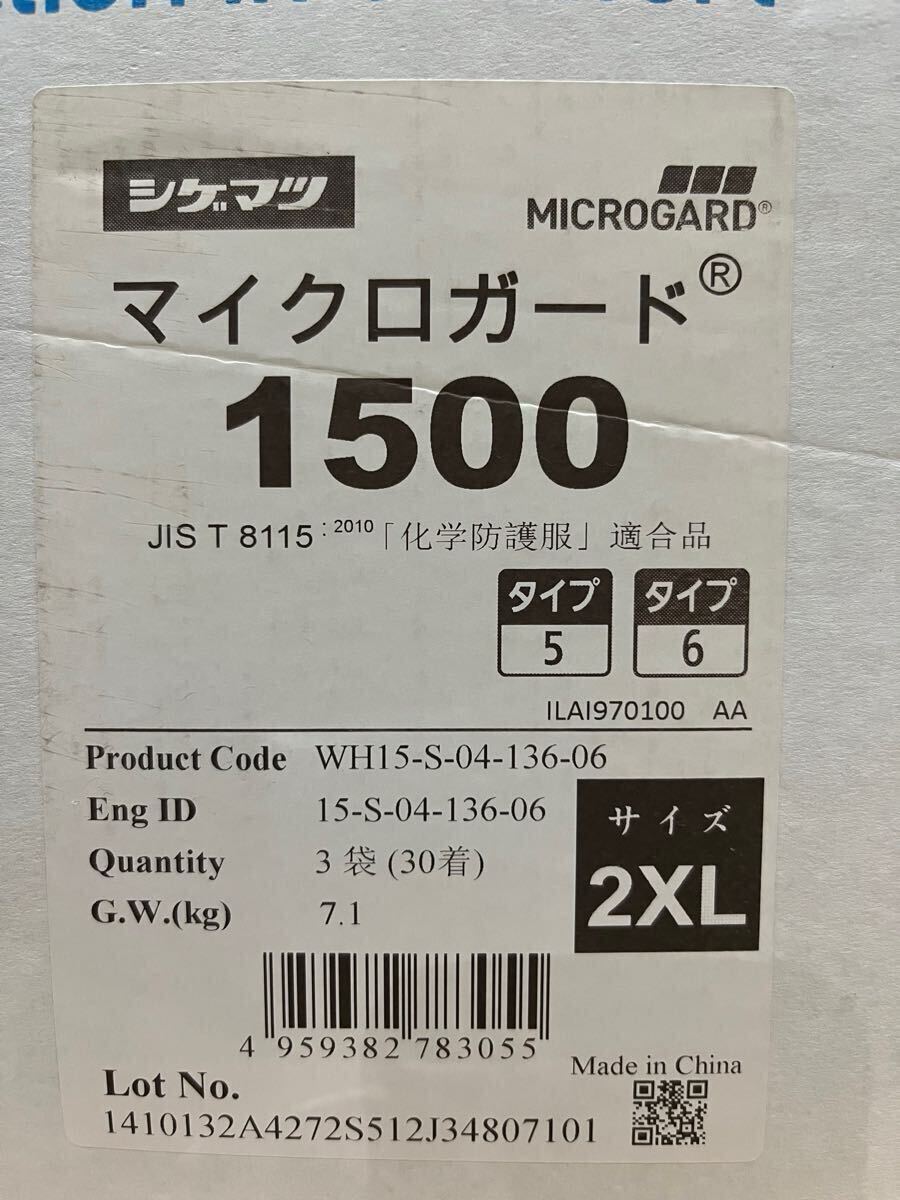 シゲマツ
MICROGARD®
マイクロガード®
1500
JIS T 8115:2010「化学防護服」適合品
タイプ 5
タイプ 6
ILAI970100 AA
Product Code WH15-S-04-136-06
Eng ID 15-S-04-136-06
Quantity 3 袋 (30着)
G.W.(kg) 7.1
サイズ
2XL
4 959382 783055
Made in China
Lot No.
1410132A4272S512J34807101